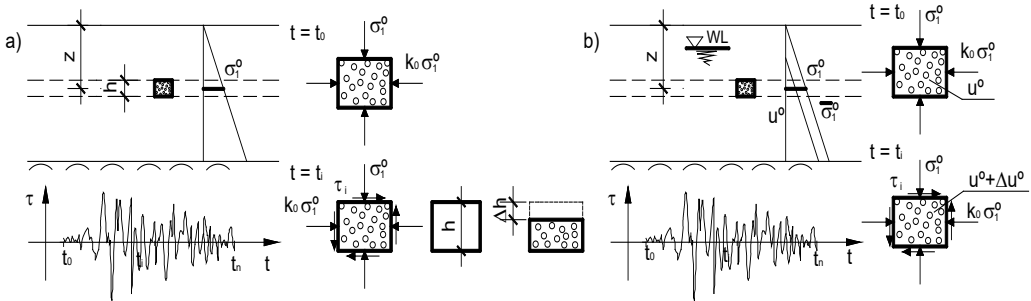 a)
z
h
σ₁⁰
t = t₀
σ₁⁰
k₀σ₁⁰
τ
t₀
tᵢ
tₙ
t
t = tᵢ
σ₁⁰
τᵢ
k₀σ₁⁰
h
Δh
b)
z
WL
σ₁⁰
u⁰
σ̄₁⁰
t = t₀
σ₁⁰
k₀σ₁⁰
u⁰
τ
t₀
tₙ
t
t = tᵢ
σ₁⁰
τᵢ
u⁰+Δu⁰
k₀σ₁⁰